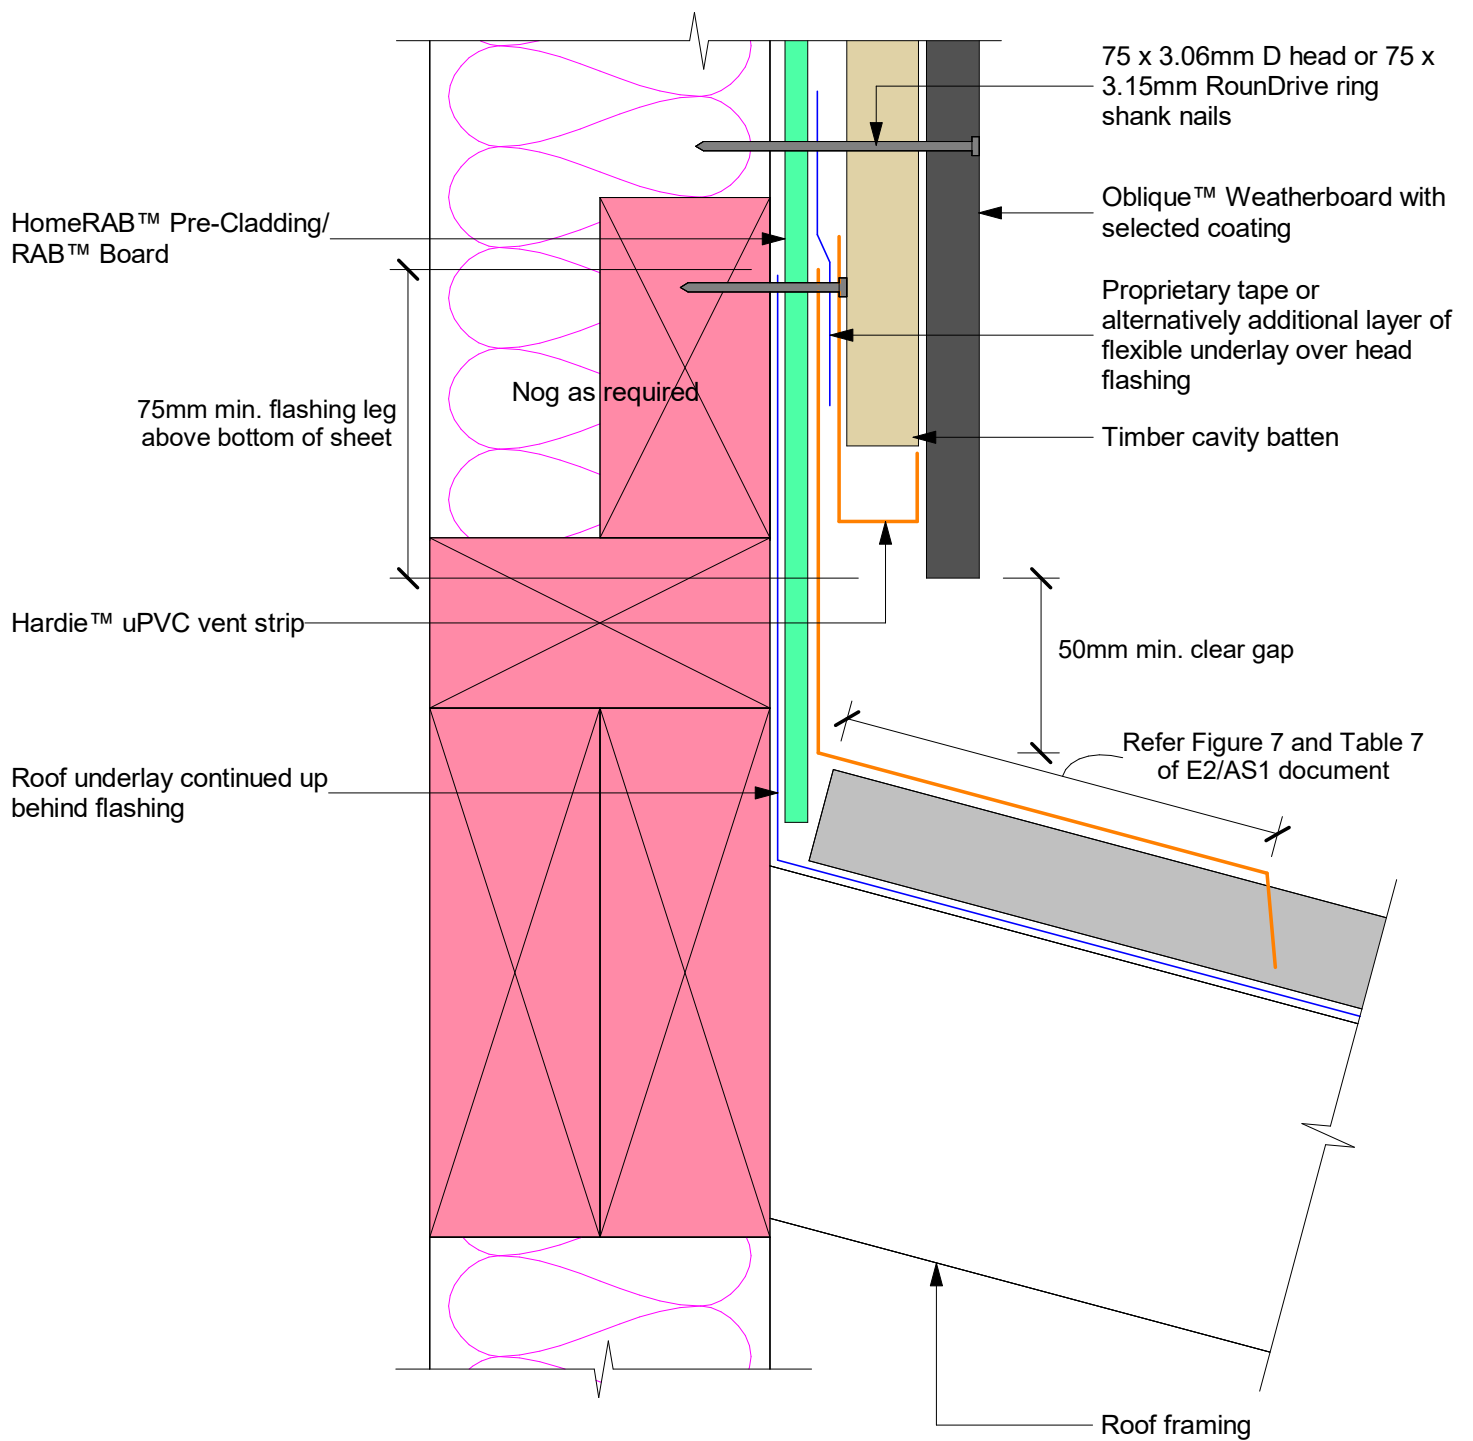 75 x 3.06mm D head or 75 x
3.15mm RounDrive ring
shank nails
HomeRAB™ Pre-Cladding/
RAB™ Board
Oblique™ Weatherboard with
selected coating
Proprietary tape or
alternatively additional layer of
flexible underlay over head
flashing
Nog as required
75mm min. flashing leg
above bottom of sheet
Timber cavity batten
Hardie™ uPVC vent strip
50mm min. clear gap
Refer Figure 7 and Table 7
of E2/AS1 document
Roof underlay continued up
behind flashing
Roof framing